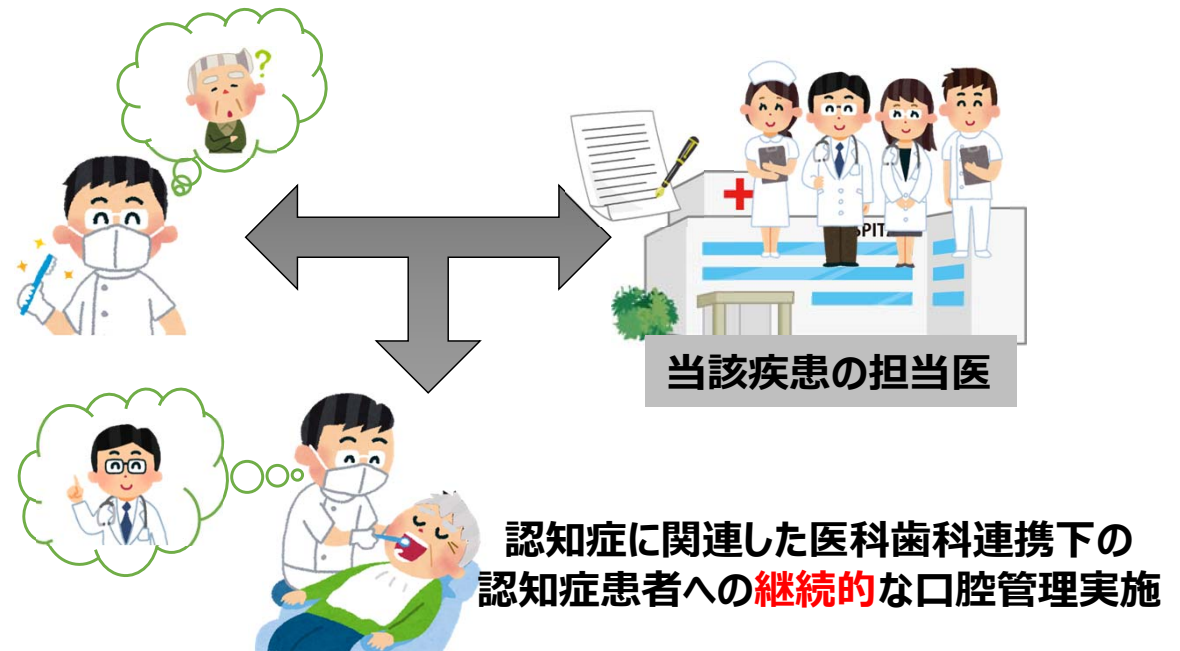 ?
当該疾患の担当医
認知症に関連した医科歯科連携下の
認知症患者への継続的な口腔管理実施